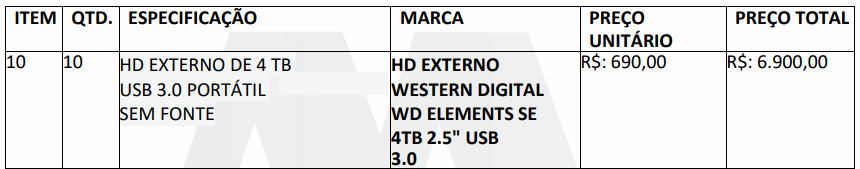 ITEM QTD. ESPECIFICAÇÃO MARCA PREÇO UNITÁRIO PREÇO TOTAL
10 10 HD EXTERNO DE 4 TB HD EXTERNO R$: 690,00 R$: 6.900,00
USB 3.0 PORTÁTIL WESTERN DIGITAL
SEM FONTE WD ELEMENTS SE
4TB 2.5" USB
3.0